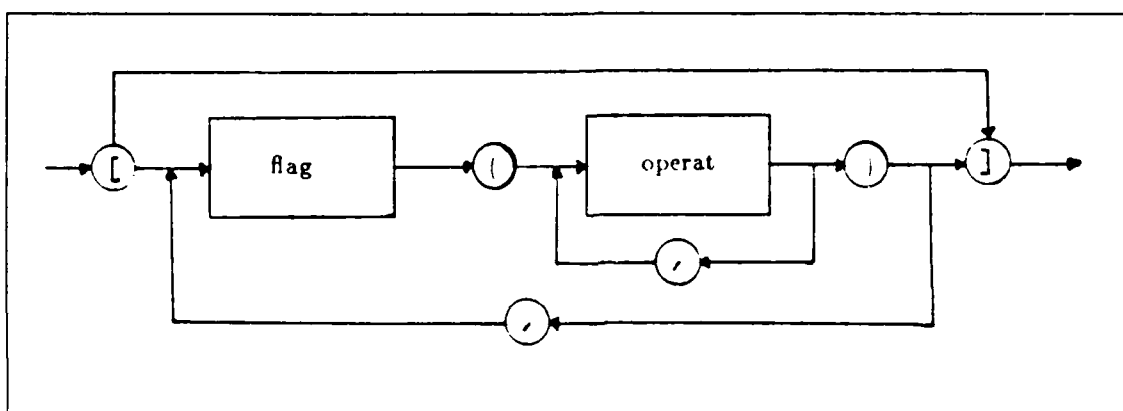 [ flag ( operat ) ]
,
,